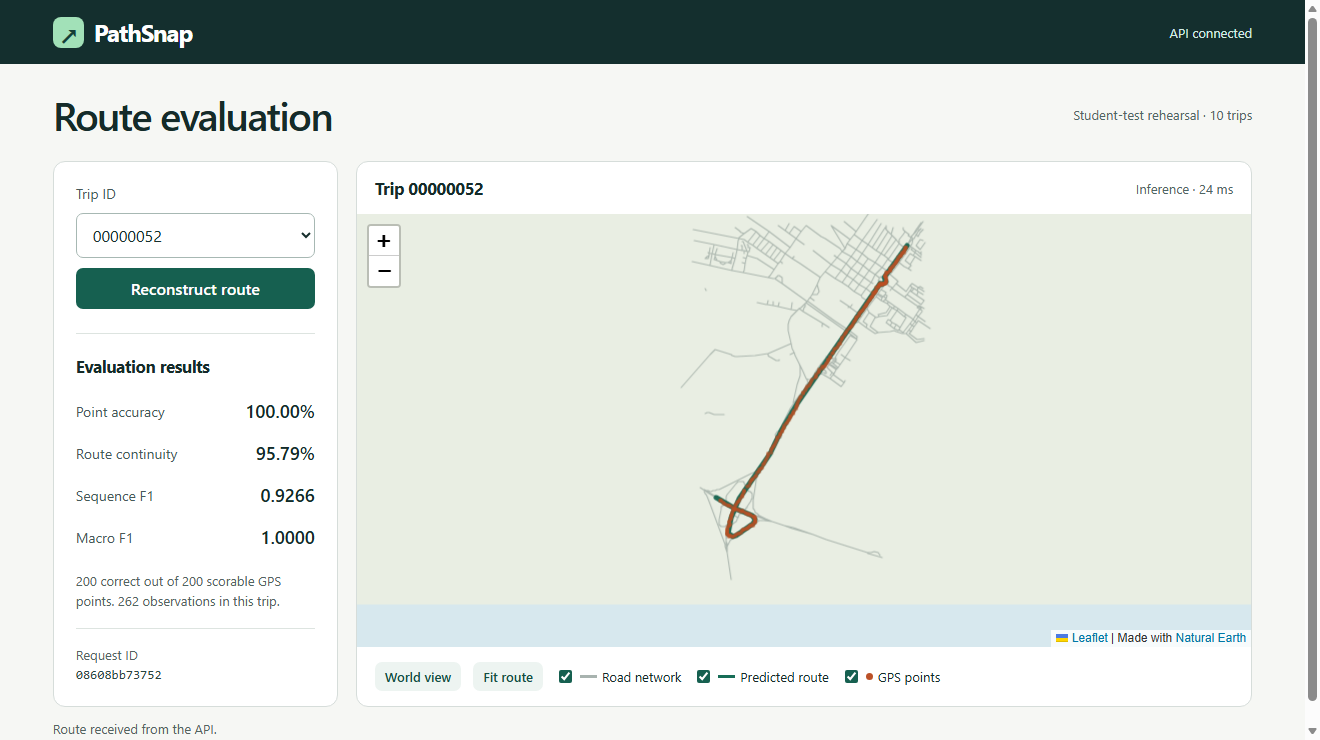 PathSnap
API connected
Route evaluation
Student-test rehearsal · 10 trips
Trip ID
00000052
Reconstruct route
Evaluation results
Point accuracy 100.00%
Route continuity 95.79%
Sequence F1 0.9266
Macro F1 1.0000
200 correct out of 200 scorable GPS
points. 262 observations in this trip.
Request ID
08608bb73752
Trip 00000052
Inference · 24 ms
+
−
Leaflet | Made with Natural Earth
World view
Fit route
Road network
Predicted route
GPS points
Route received from the API.